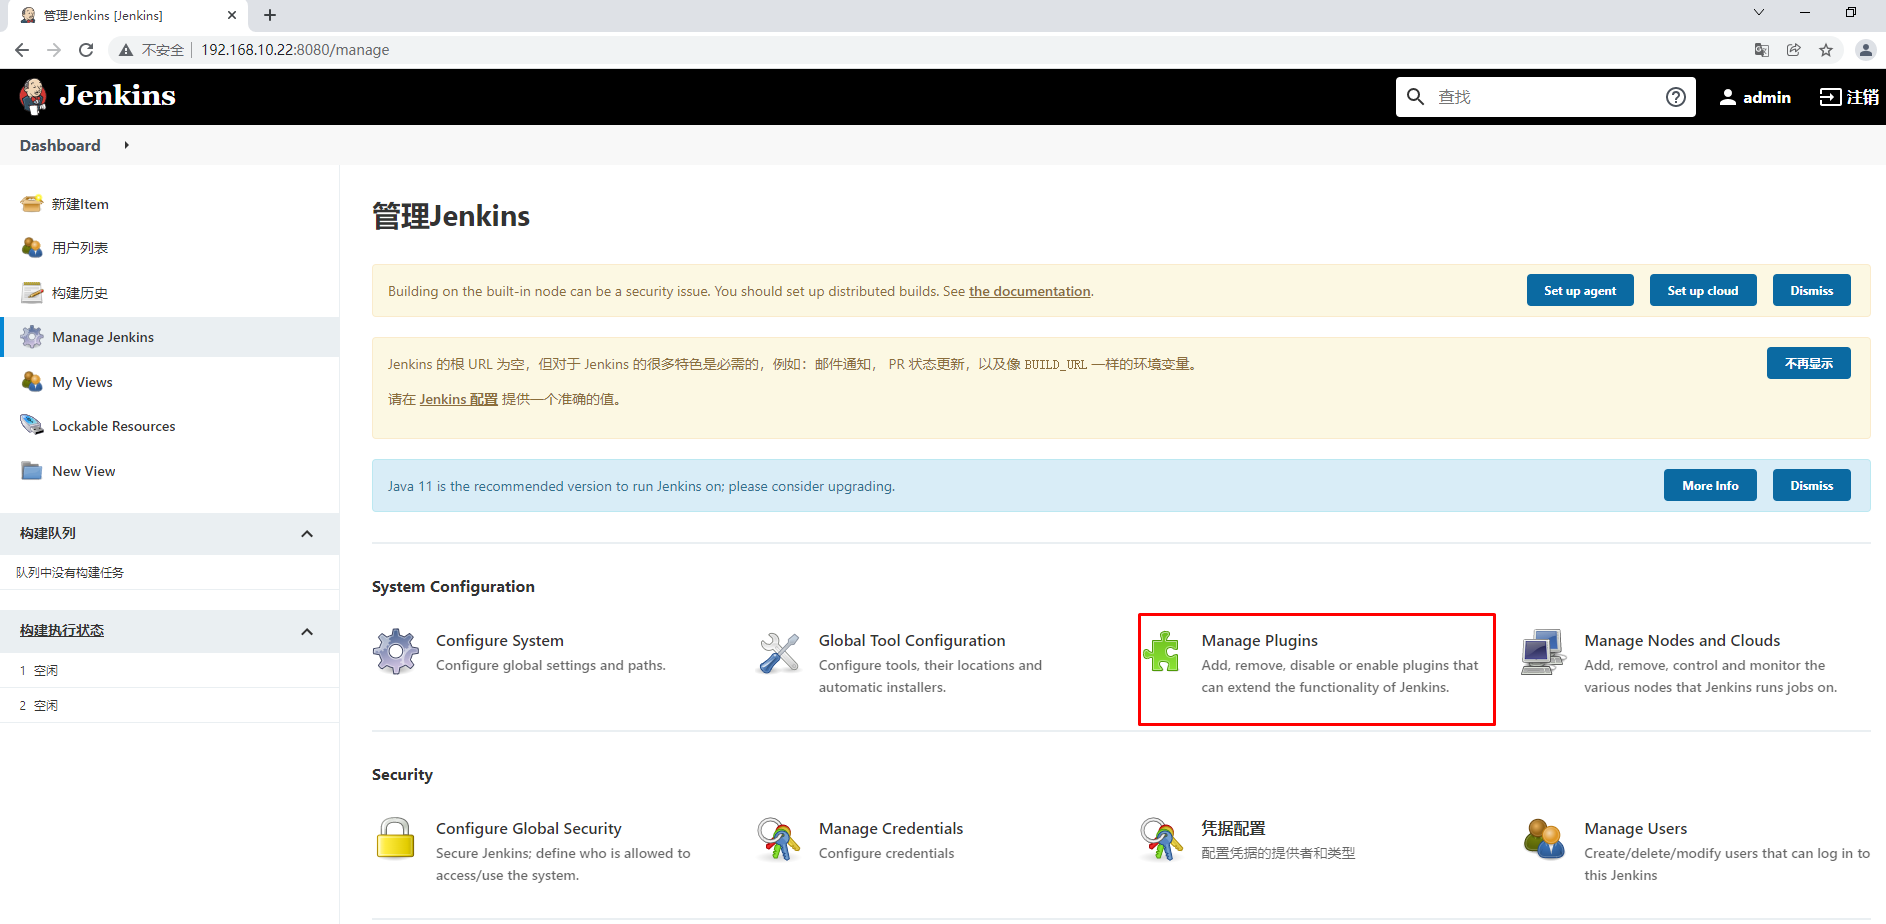 管理Jenkins [Jenkins]
不安全 192.168.10.22:8080/manage
Jenkins
查找
admin
注销
Dashboard
新建Item
用户列表
构建历史
Manage Jenkins
My Views
Lockable Resources
New View
构建队列
队列中没有构建任务
构建执行状态
1 空闲
2 空闲
管理Jenkins
Building on the built-in node can be a security issue. You should set up distributed builds. See the documentation.
Set up agent
Set up cloud
Dismiss
Jenkins 的根 URL 为空，但对于 Jenkins 的很多特色是必需的，例如：邮件通知， PR 状态更新，以及像 BUILD_URL 一样的环境变量。
不再显示
请在 Jenkins 配置 提供一个准确的值。
Java 11 is the recommended version to run Jenkins on; please consider upgrading.
More Info
Dismiss
System Configuration
Configure System
Configure global settings and paths.
Global Tool Configuration
Configure tools, their locations and
automatic installers.
Manage Plugins
Add, remove, disable or enable plugins that
can extend the functionality of Jenkins.
Manage Nodes and Clouds
Add, remove, control and monitor the
various nodes that Jenkins runs jobs on.
Security
Configure Global Security
Secure Jenkins; define who is allowed to
access/use the system.
Manage Credentials
Configure credentials
凭据配置
配置凭据的提供者和类型
Manage Users
Create/delete/modify users that can log in to
this Jenkins